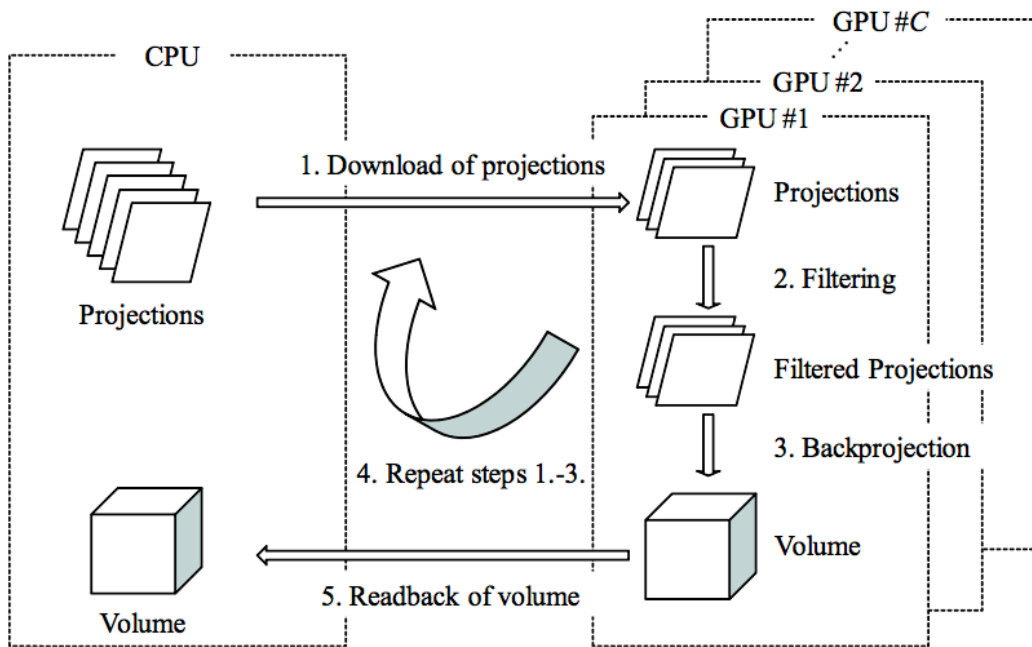 GPU #C
⋰
CPU
GPU #2
GPU #1
1. Download of projections
Projections
2. Filtering
Projections
Filtered Projections
3. Backprojection
4. Repeat steps 1.-3.
Volume
5. Readback of volume
Volume